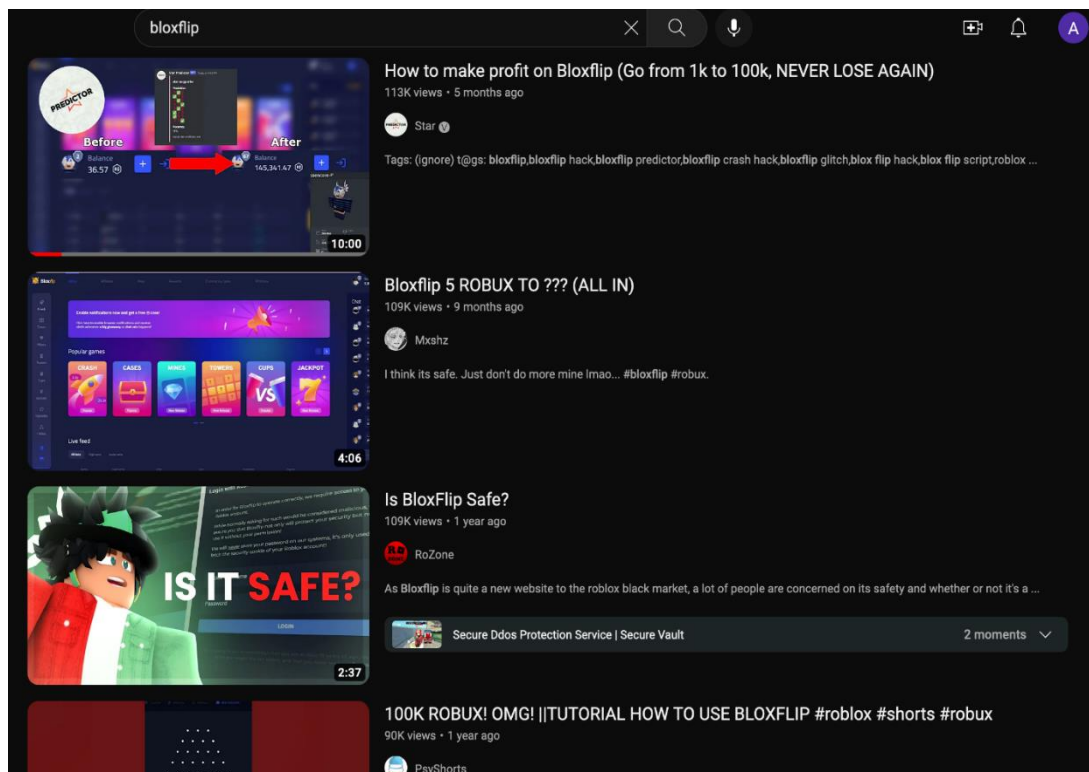 bloxflip
A
PREDICTOR
Before
After
Balance
36.57
Balance
145,341.47
10:00
How to make profit on Bloxflip (Go from 1k to 100k, NEVER LOSE AGAIN)
113K views • 5 months ago
Star
Tags: (ignore) t@gs: bloxflip,bloxflip hack,bloxflip predictor,bloxflip crash hack,bloxflip glitch,blox flip hack,blox flip script,roblox ...
Popular games
CRASH
CASES
MINES
TOWERS
CUPS
JACKPOT
VS
Live feed
4:06
Bloxflip 5 ROBUX TO ??? (ALL IN)
109K views • 9 months ago
Mxshz
I think its safe. Just don't do more mine lmao... #bloxflip #robux.
IS IT SAFE?
Password
LOGIN
2:37
Is BloxFlip Safe?
109K views • 1 year ago
RoZone
As Bloxflip is quite a new website to the roblox black market, a lot of people are concerned on its safety and whether or not it's a ...
Secure Ddos Protection Service | Secure Vault
2 moments
100K ROBUX! OMG! ||TUTORIAL HOW TO USE BLOXFLIP #roblox #shorts #robux
90K views • 1 year ago
PsyShorts